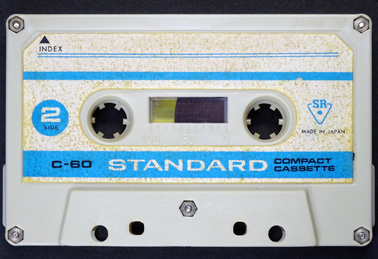 INDEX
2
SIDE
SR
MADE IN JAPAN
C-60 STANDARD COMPACT
CASSETTE